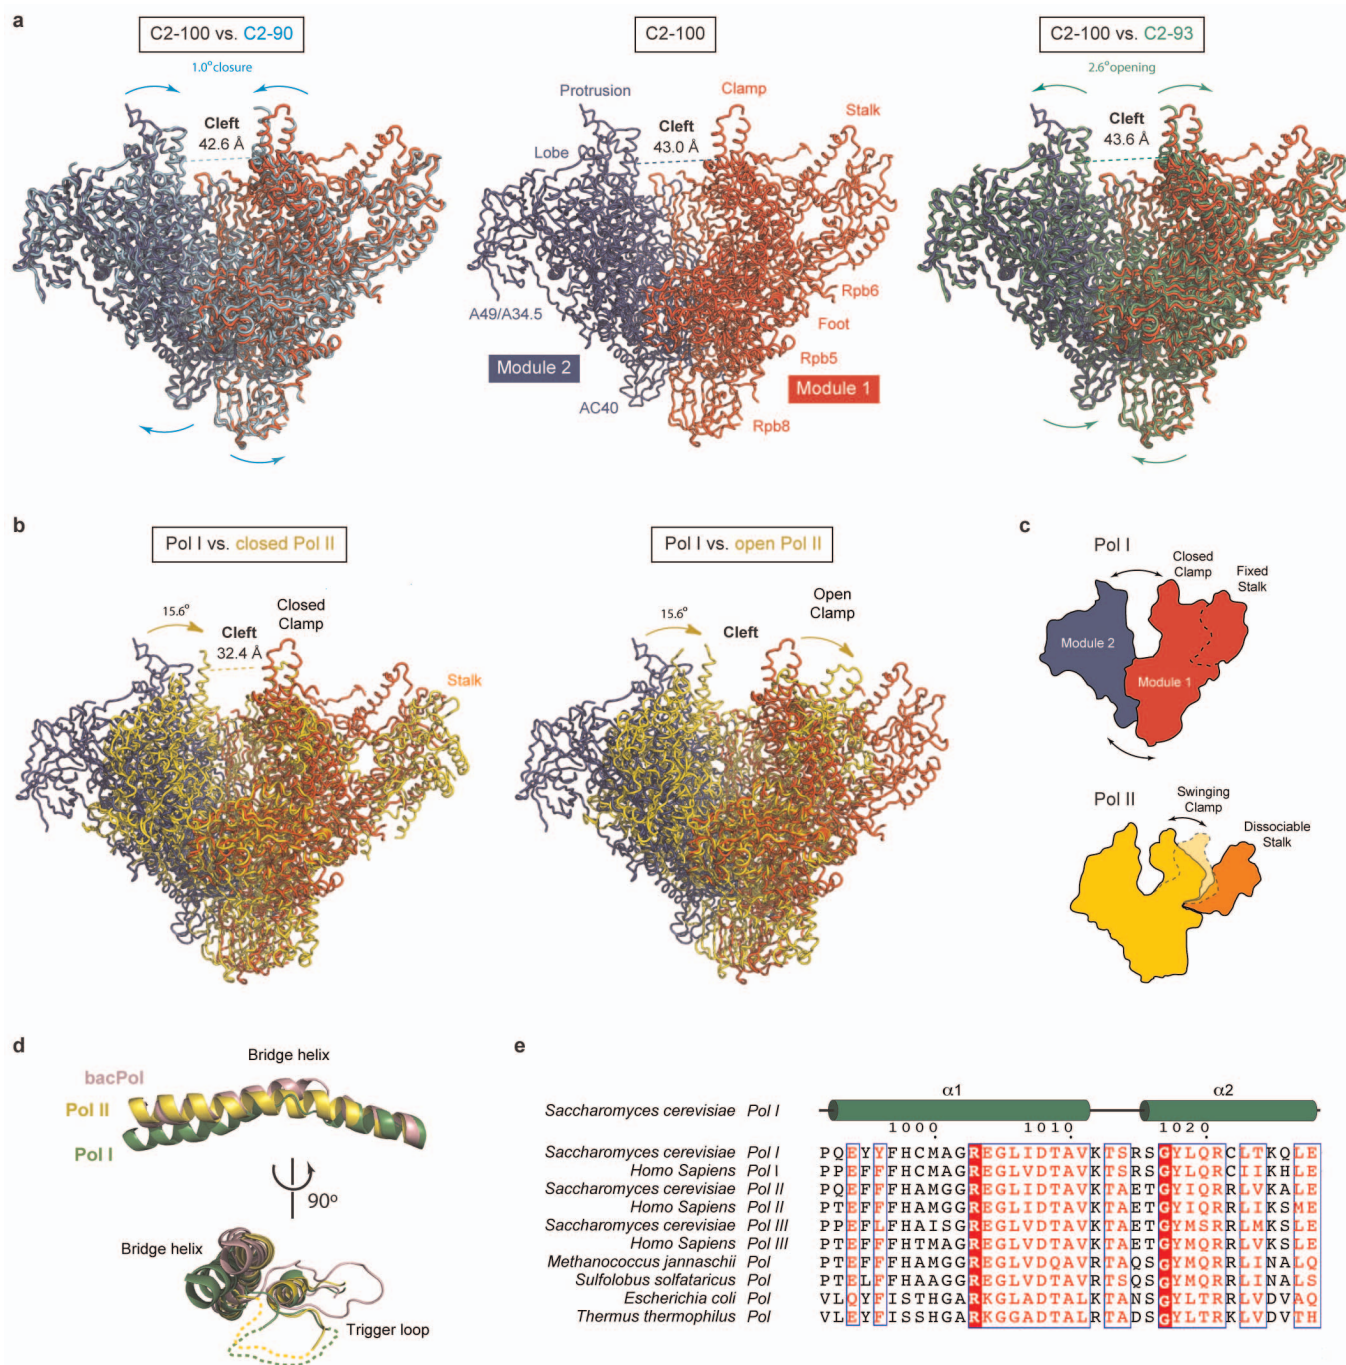 a
C2-100 vs. C2-90
C2-100
C2-100 vs. C2-93
1.0° closure
2.6° opening
Protrusion
Clamp
Stalk
Cleft
42.6 Å
Cleft
43.0 Å
Cleft
43.6 Å
Lobe
A49/A34.5
Rpb6
Foot
Module 2
Rpb5
Module 1
AC40
Rpb8
b
Pol I vs. closed Pol II
Pol I vs. open Pol II
15.6°
Cleft
32.4 Å
Closed
Clamp
Stalk
15.6°
Cleft
Open
Clamp
c
Pol I
Closed
Clamp
Fixed
Stalk
Module 2
Module 1
Pol II
Swinging
Clamp
Dissociable
Stalk
d
Bridge helix
bacPol
Pol II
Pol I
90°
Bridge helix
Trigger loop
e
α1
α2
Saccharomyces cerevisiae Pol I
1000 1010 1020
Saccharomyces cerevisiae Pol I PQEYYFHCMAGREGLIDTAVKTSRSGYLQRCLTKQLE
Homo Sapiens Pol I PPEFFFHCMAGREGLVDTAVKTSRSGYLQRCIIKHLE
Saccharomyces cerevisiae Pol II PQEFFFHAMGGREGLIDTAVKTAETGYIQRRLVKALE
Homo Sapiens Pol II PTEFFFHAMGGREGLIDTAVKTAETGYIQRRLIKSME
Saccharomyces cerevisiae Pol III PPEFLFHAISGREGLVDTAVKTAETGYMSRRLMKSLE
Homo Sapiens Pol III PTEFFFHTMAGREGLVDTAVKTAETGYMQRRLVKSLE
Methanococcus jannaschii Pol PTEFFFHAMGGREGLVDQAVRTAQSGYMQRRLINALQ
Sulfolobus solfataricus Pol PTELFFHAAGGREGLVDTAVRTSQSGYMQRRLINALS
Escherichia coli Pol VLQYFISTHGARKGLADTALKTANSGYLTRRLVDVAQ
Thermus thermophilus Pol VLEYFISSHGARKGGADTALRTADSGYLTRKLVDVTH